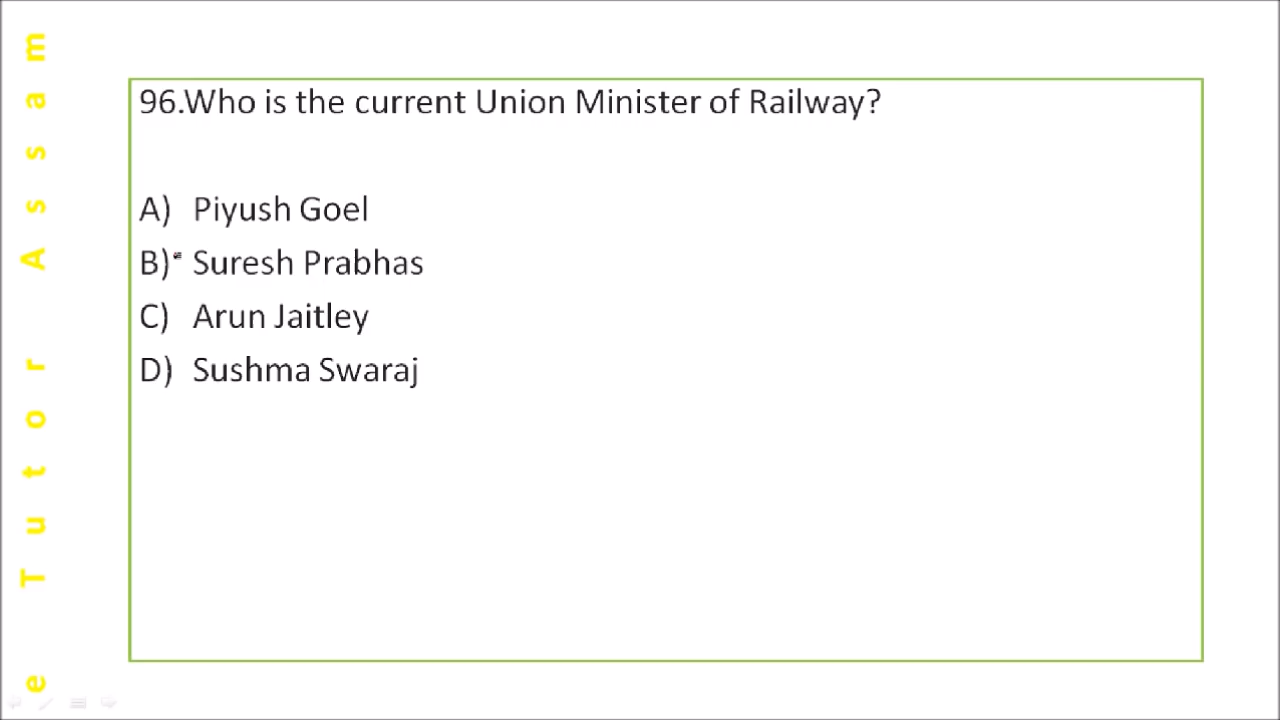 96.Who is the current Union Minister of Railway?
A) Piyush Goel
B) Suresh Prabhas
C) Arun Jaitley
D) Sushma Swaraj
e Tutor Assam